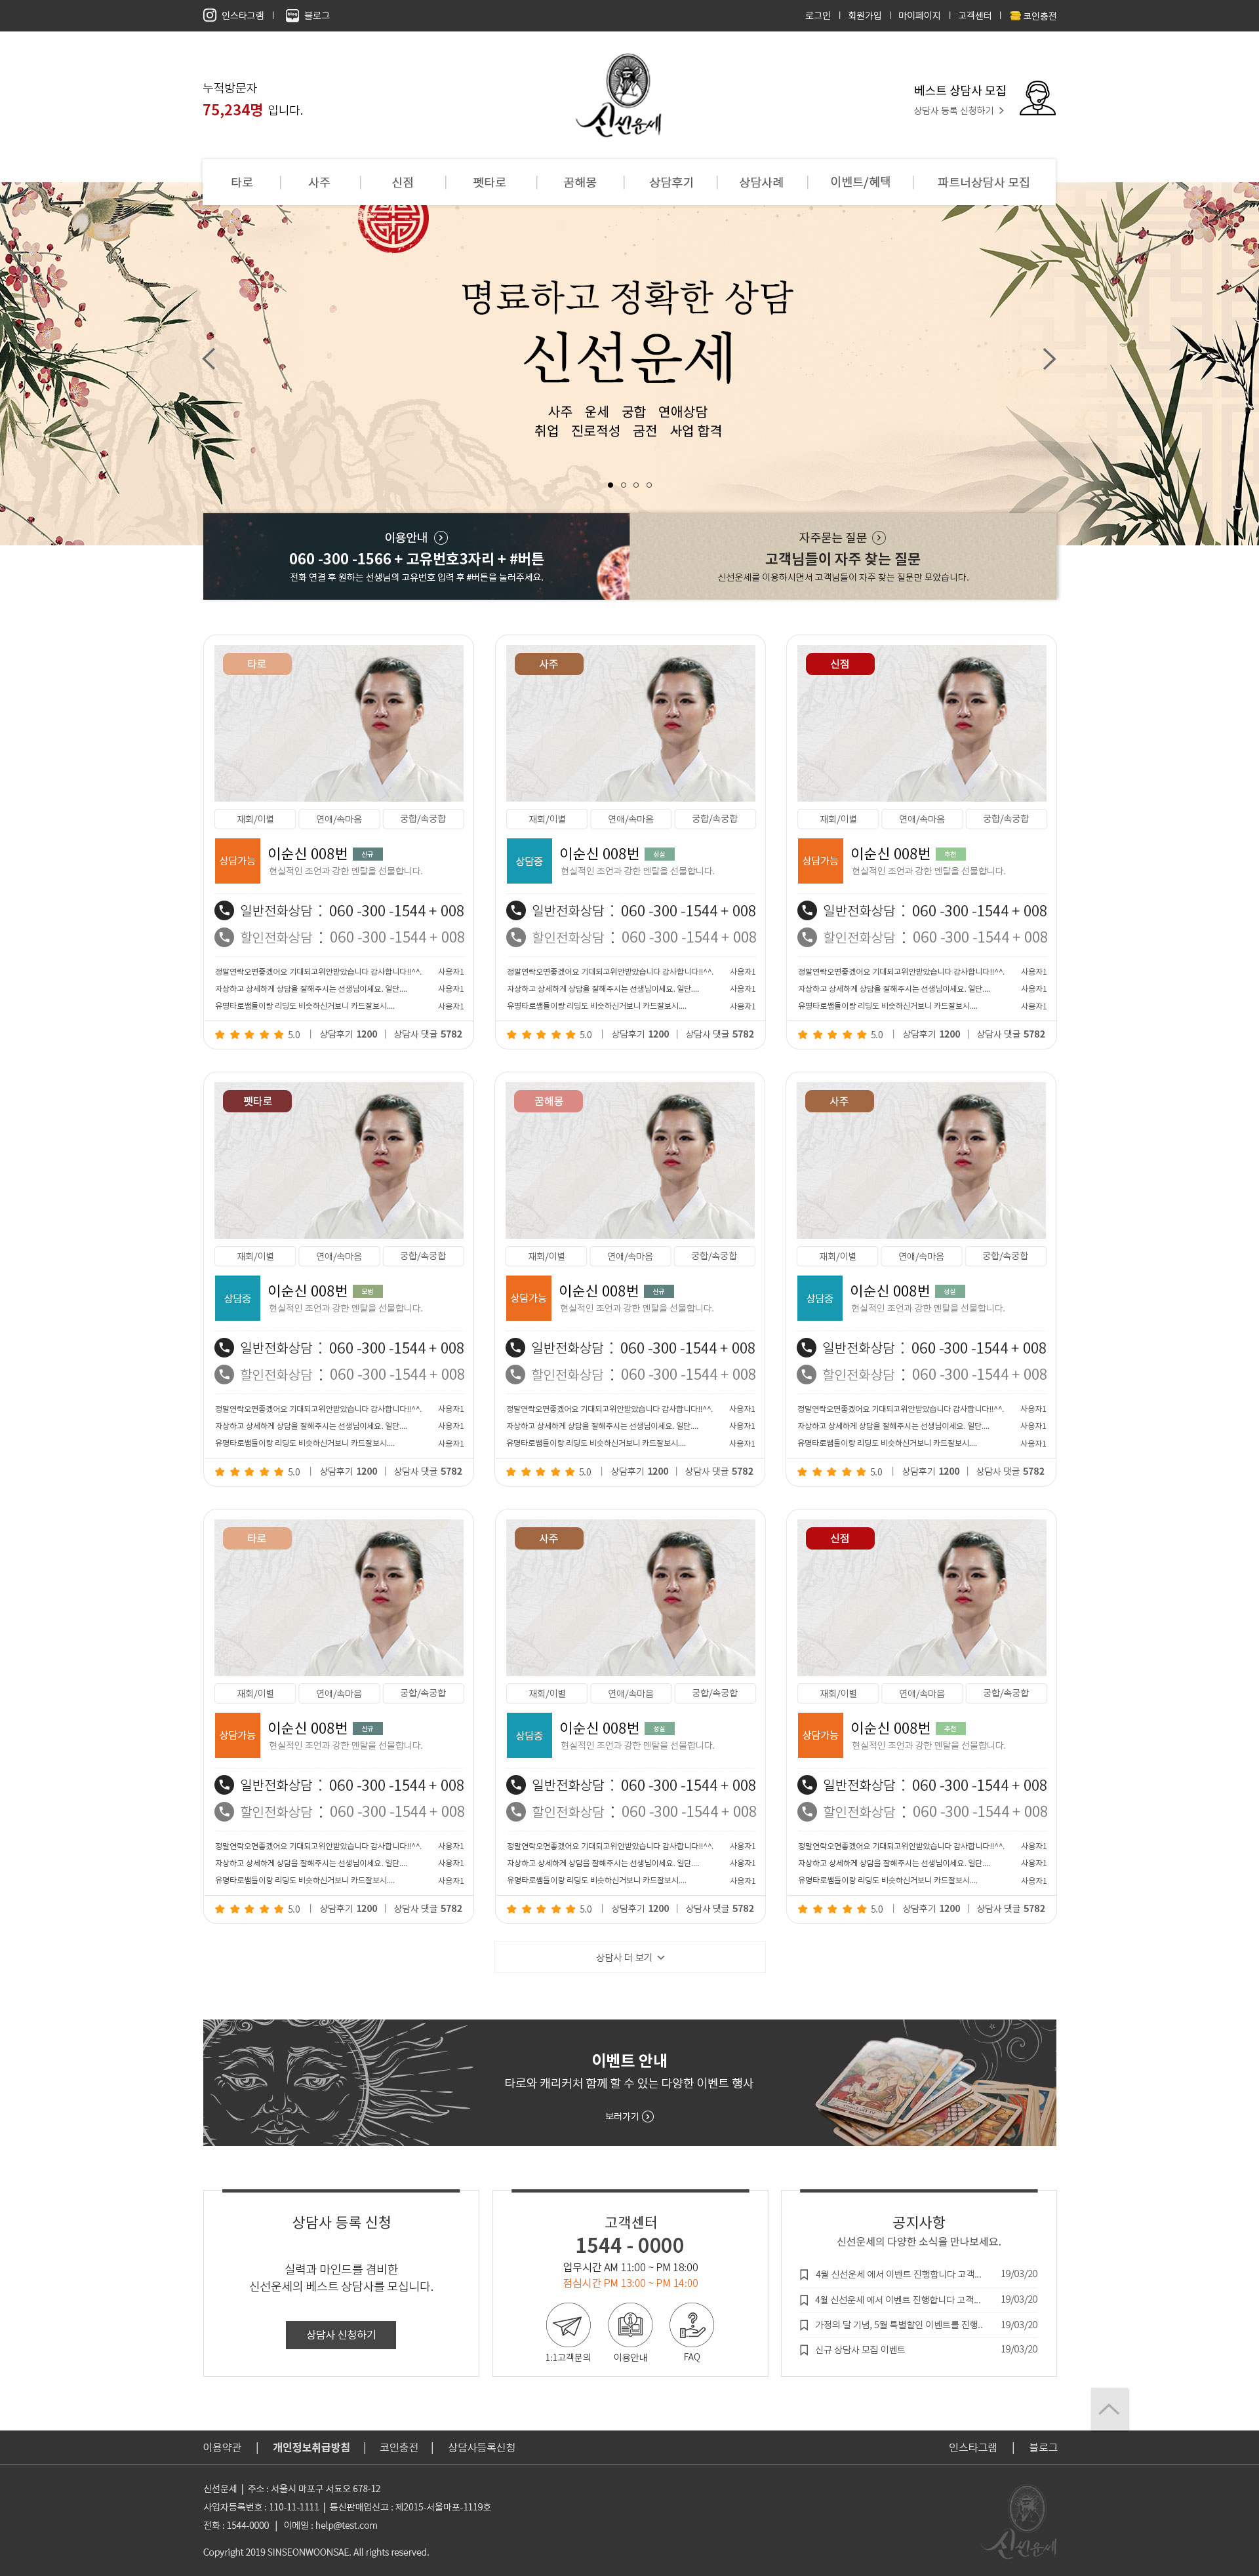 인스타그램 | 블로그
로그인 | 회원가입 | 마이페이지 | 고객센터 | 코인충전
누적방문자
75,234명 입니다.
신선운세
베스트 상담사 모집
상담사 등록 신청하기 >
타로 | 사주 | 신점 | 펫타로 | 꿈해몽 | 상담후기 | 상담사례 | 이벤트/혜택 | 파트너상담사 모집
명료하고 정확한 상담
신선운세
사주 운세 궁합 연애상담
취업 진로적성 금전 사업 합격
이용안내
060 -300 -1566 + 고유번호3자리 + #버튼
전화 연결 후 원하는 선생님의 고유번호 입력 후 #버튼을 눌러주세요.
자주묻는 질문
고객님들이 자주 찾는 질문
신선운세를 이용하시면서 고객님들이 자주 찾는 질문만 모았습니다.
타로
재회/이별 연애/속마음 궁합/속궁합
상담가능
이순신 008번 신규
현실적인 조언과 강한 멘탈을 선물합니다.
일반전화상담 : 060 -300 -1544 + 008
할인전화상담 : 060 -300 -1544 + 008
정말연락오면좋겠어요 기대되고위안받았습니다 감사합니다!!^^. 사용자1
자상하고 상세하게 상담을 잘해주시는 선생님이세요. 일단.... 사용자1
유명타로쌤들이랑 리딩도 비슷하신거보니 카드잘보시.... 사용자1
5.0 | 상담후기 1200 | 상담사 댓글 5782
사주
재회/이별 연애/속마음 궁합/속궁합
상담중
이순신 008번 성실
현실적인 조언과 강한 멘탈을 선물합니다.
일반전화상담 : 060 -300 -1544 + 008
할인전화상담 : 060 -300 -1544 + 008
정말연락오면좋겠어요 기대되고위안받았습니다 감사합니다!!^^. 사용자1
자상하고 상세하게 상담을 잘해주시는 선생님이세요. 일단.... 사용자1
유명타로쌤들이랑 리딩도 비슷하신거보니 카드잘보시.... 사용자1
5.0 | 상담후기 1200 | 상담사 댓글 5782
신점
재회/이별 연애/속마음 궁합/속궁합
상담가능
이순신 008번 추천
현실적인 조언과 강한 멘탈을 선물합니다.
일반전화상담 : 060 -300 -1544 + 008
할인전화상담 : 060 -300 -1544 + 008
정말연락오면좋겠어요 기대되고위안받았습니다 감사합니다!!^^. 사용자1
자상하고 상세하게 상담을 잘해주시는 선생님이세요. 일단.... 사용자1
유명타로쌤들이랑 리딩도 비슷하신거보니 카드잘보시.... 사용자1
5.0 | 상담후기 1200 | 상담사 댓글 5782
펫타로
재회/이별 연애/속마음 궁합/속궁합
상담중
이순신 008번 모범
현실적인 조언과 강한 멘탈을 선물합니다.
일반전화상담 : 060 -300 -1544 + 008
할인전화상담 : 060 -300 -1544 + 008
정말연락오면좋겠어요 기대되고위안받았습니다 감사합니다!!^^. 사용자1
자상하고 상세하게 상담을 잘해주시는 선생님이세요. 일단.... 사용자1
유명타로쌤들이랑 리딩도 비슷하신거보니 카드잘보시.... 사용자1
5.0 | 상담후기 1200 | 상담사 댓글 5782
꿈해몽
재회/이별 연애/속마음 궁합/속궁합
상담가능
이순신 008번 신규
현실적인 조언과 강한 멘탈을 선물합니다.
일반전화상담 : 060 -300 -1544 + 008
할인전화상담 : 060 -300 -1544 + 008
정말연락오면좋겠어요 기대되고위안받았습니다 감사합니다!!^^. 사용자1
자상하고 상세하게 상담을 잘해주시는 선생님이세요. 일단.... 사용자1
유명타로쌤들이랑 리딩도 비슷하신거보니 카드잘보시.... 사용자1
5.0 | 상담후기 1200 | 상담사 댓글 5782
사주
재회/이별 연애/속마음 궁합/속궁합
상담중
이순신 008번 성실
현실적인 조언과 강한 멘탈을 선물합니다.
일반전화상담 : 060 -300 -1544 + 008
할인전화상담 : 060 -300 -1544 + 008
정말연락오면좋겠어요 기대되고위안받았습니다 감사합니다!!^^. 사용자1
자상하고 상세하게 상담을 잘해주시는 선생님이세요. 일단.... 사용자1
유명타로쌤들이랑 리딩도 비슷하신거보니 카드잘보시.... 사용자1
5.0 | 상담후기 1200 | 상담사 댓글 5782
타로
재회/이별 연애/속마음 궁합/속궁합
상담가능
이순신 008번 신규
현실적인 조언과 강한 멘탈을 선물합니다.
일반전화상담 : 060 -300 -1544 + 008
할인전화상담 : 060 -300 -1544 + 008
정말연락오면좋겠어요 기대되고위안받았습니다 감사합니다!!^^. 사용자1
자상하고 상세하게 상담을 잘해주시는 선생님이세요. 일단.... 사용자1
유명타로쌤들이랑 리딩도 비슷하신거보니 카드잘보시.... 사용자1
5.0 | 상담후기 1200 | 상담사 댓글 5782
사주
재회/이별 연애/속마음 궁합/속궁합
상담중
이순신 008번 성실
현실적인 조언과 강한 멘탈을 선물합니다.
일반전화상담 : 060 -300 -1544 + 008
할인전화상담 : 060 -300 -1544 + 008
정말연락오면좋겠어요 기대되고위안받았습니다 감사합니다!!^^. 사용자1
자상하고 상세하게 상담을 잘해주시는 선생님이세요. 일단.... 사용자1
유명타로쌤들이랑 리딩도 비슷하신거보니 카드잘보시.... 사용자1
5.0 | 상담후기 1200 | 상담사 댓글 5782
신점
재회/이별 연애/속마음 궁합/속궁합
상담가능
이순신 008번 추천
현실적인 조언과 강한 멘탈을 선물합니다.
일반전화상담 : 060 -300 -1544 + 008
할인전화상담 : 060 -300 -1544 + 008
정말연락오면좋겠어요 기대되고위안받았습니다 감사합니다!!^^. 사용자1
자상하고 상세하게 상담을 잘해주시는 선생님이세요. 일단.... 사용자1
유명타로쌤들이랑 리딩도 비슷하신거보니 카드잘보시.... 사용자1
5.0 | 상담후기 1200 | 상담사 댓글 5782
상담사 더 보기
이벤트 안내
타로와 캐리커처 함께 할 수 있는 다양한 이벤트 행사
보러가기
상담사 등록 신청
실력과 마인드를 겸비한
신선운세의 베스트 상담사를 모십니다.
상담사 신청하기
고객센터
1544 - 0000
업무시간 AM 11:00 ~ PM 18:00
점심시간 PM 13:00 ~ PM 14:00
1:1고객문의 이용안내 FAQ
공지사항
신선운세의 다양한 소식을 만나보세요.
4월 신선운세 에서 이벤트 진행합니다 고객... 19/03/20
4월 신선운세 에서 이벤트 진행합니다 고객... 19/03/20
가정의 달 기념, 5월 특별할인 이벤트를 진행.. 19/03/20
신규 상담사 모집 이벤트 19/03/20
이용약관 | 개인정보취급방침 | 코인충전 | 상담사등록신청
인스타그램 | 블로그
신선운세 | 주소 : 서울시 마포구 서됴오 678-12
사업자등록번호 : 110-11-1111 | 통신판매업신고 : 제2015-서울마포-1119호
전화 : 1544-0000 | 이메일 : help@test.com
Copyright 2019 SINSEONWOONSAE. All rights reserved.
신선운세